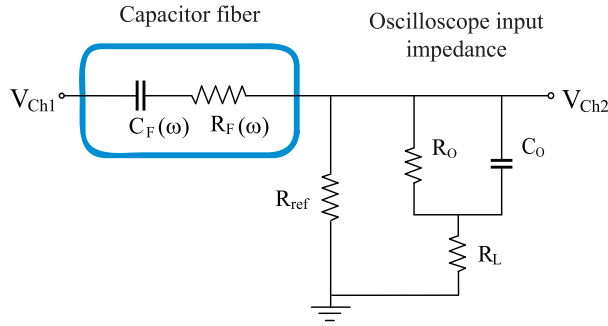 Capacitor fiber
Oscilloscope input
impedance
V_Ch1
C_F(ω)
R_F(ω)
V_Ch2
R_O
C_O
R_ref
R_L